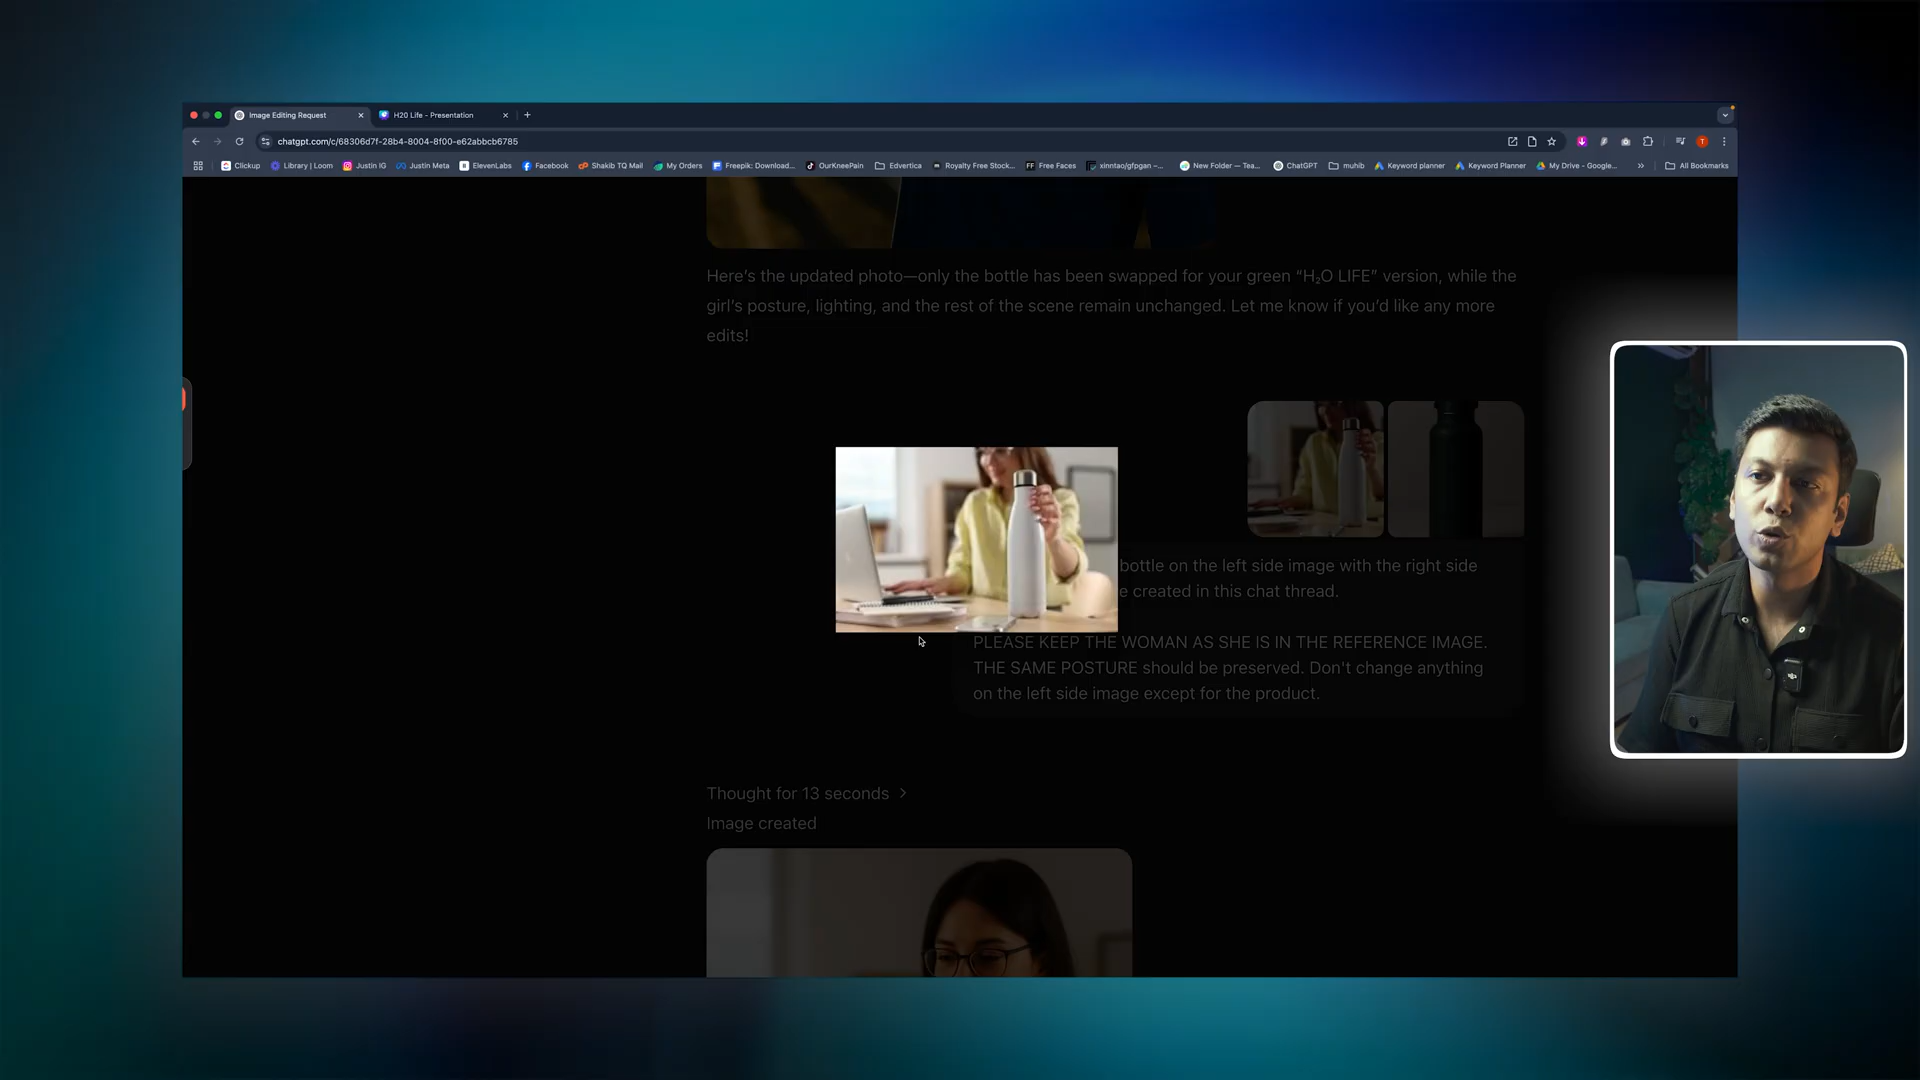 Image Editing Request
H20 Life - Presentation
chatgpt.com/c/68306d7f-28b4-8004-8f00-e62abbcb6785
Clickup
Library | Loom
Justin IG
Justin Meta
ElevenLabs
Facebook
Shakib TQ Mail
My Orders
Freepik: Download...
OurKneePain
Edvertica
Royalty Free Stock...
Free Faces
xinntao/gfpgan –...
New Folder — Tea...
ChatGPT
muhib
Keyword planner
Keyword Planner
My Drive - Google...
»
All Bookmarks
Here's the updated photo—only the bottle has been swapped for your green “H₂O LIFE” version, while the
girl's posture, lighting, and the rest of the scene remain unchanged. Let me know if you'd like any more
edits!
bottle on the left side image with the right side
e created in this chat thread.
PLEASE KEEP THE WOMAN AS SHE IS IN THE REFERENCE IMAGE.
THE SAME POSTURE should be preserved. Don't change anything
on the left side image except for the product.
Thought for 13 seconds
Image created